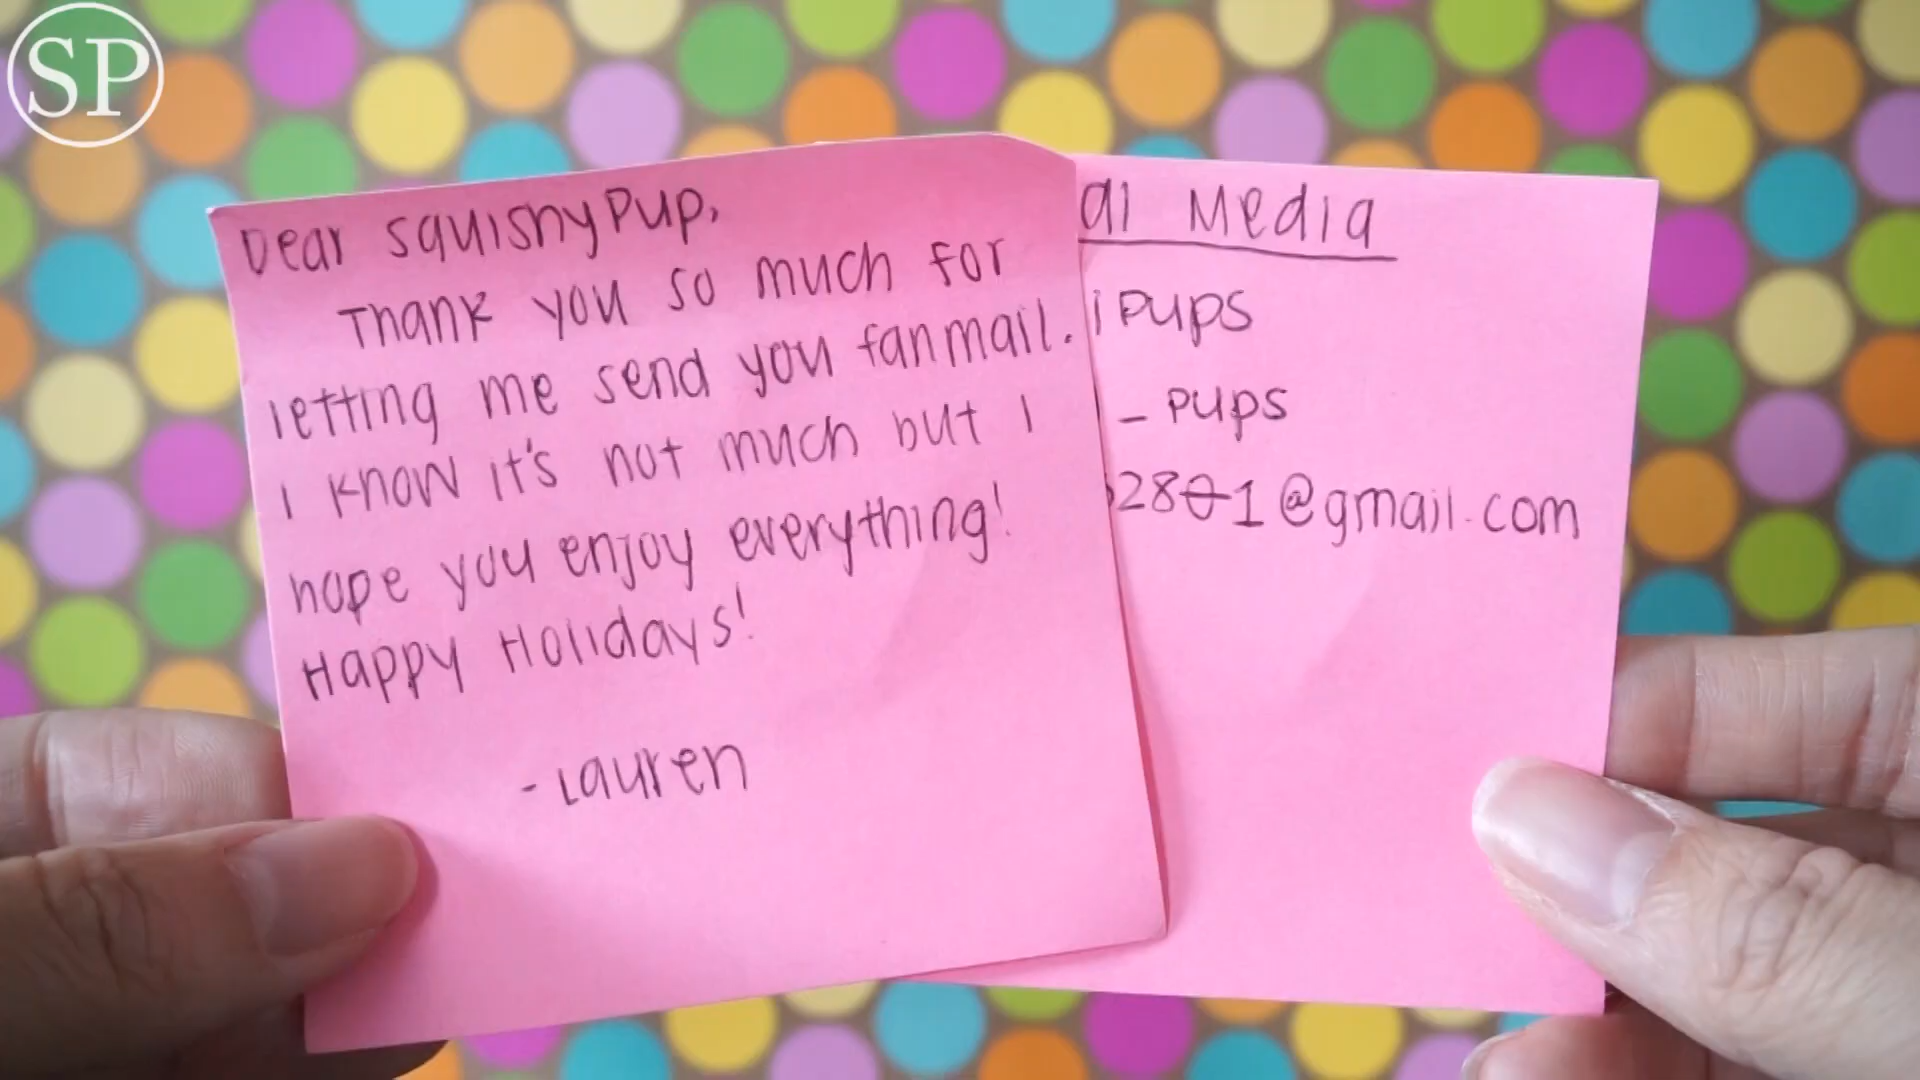 SP
Dear SquishyPup,
Thank you so much for
letting me send you fanmail.
I know it's not much but I
hope you enjoy everything!
Happy Holidays!
- Lauren
al Media
iPups
_ Pups
2801@gmail.com